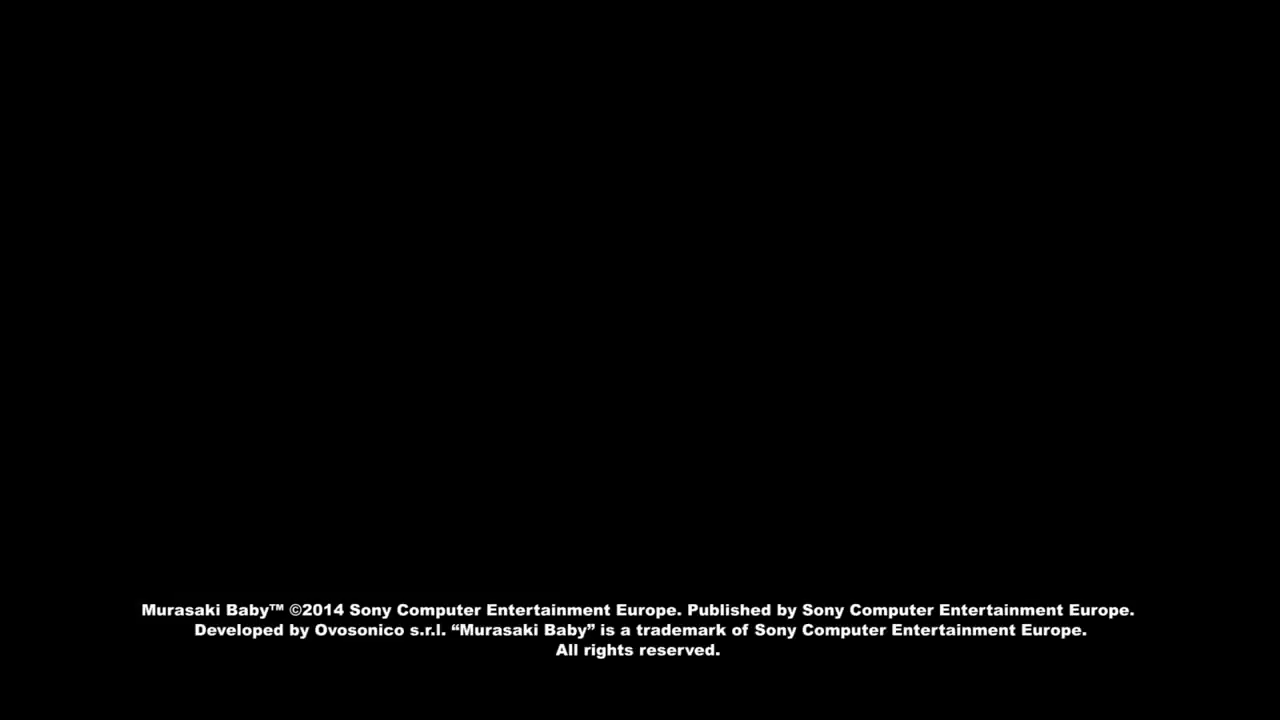 Murasaki Baby™ ©2014 Sony Computer Entertainment Europe. Published by Sony Computer Entertainment Europe.
Developed by Ovosonico s.r.l. “Murasaki Baby” is a trademark of Sony Computer Entertainment Europe.
All rights reserved.